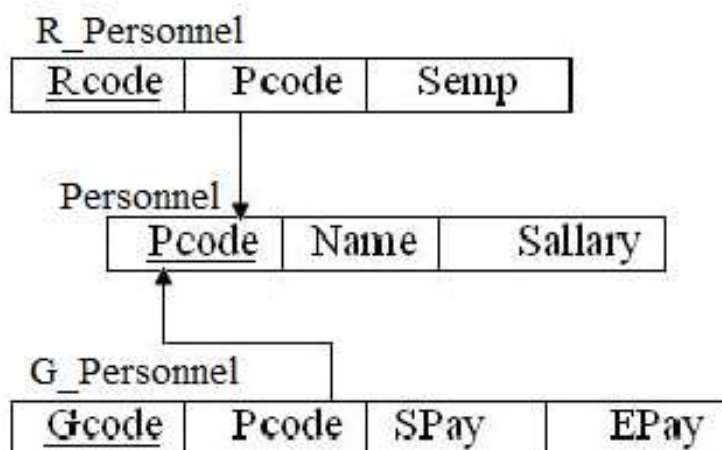 R_Personnel
Rcode Pcode Semp
Personnel
Pcode Name Sallary
G_Personnel
Gcode Pcode SPay EPay